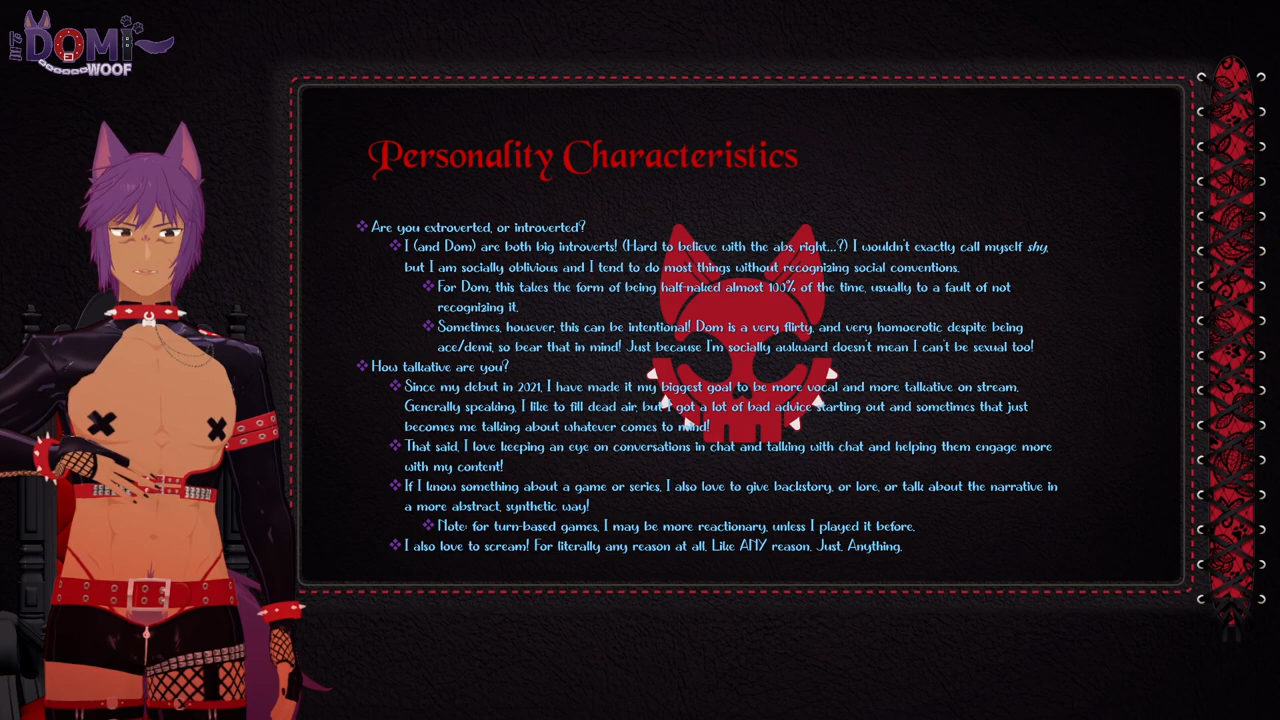 it's DOMi
WOOF
Personality Characteristics
❖Are you extroverted, or introverted?
❖I (and Dom) are both big introverts! (Hard to believe with the abs, right...?) I wouldn't exactly call myself shy,
but I am socially oblivious and I tend to do most things without recognizing social conventions.
❖For Dom, this takes the form of being half-naked almost 100% of the time, usually to a fault of not
recognizing it.
❖Sometimes, however, this can be intentional! Dom is a very flirty, and very homoerotic despite being
ace/demi, so bear that in mind! Just because I'm socially awkward doesn't mean I can't be sexual too!
❖How talkative are you?
❖Since my debut in 2021, I have made it my biggest goal to be more vocal and more talkative on stream.
Generally speaking, I like to fill dead air, but I got a lot of bad advice starting out and sometimes that just
becomes me talking about whatever comes to mind!
❖That said, I love keeping an eye on conversations in chat and talking with chat and helping them engage more
with my content!
❖If I know something about a game or series, I also love to give backstory, or lore, or talk about the narrative in
a more abstract, synthetic way!
❖Note: for turn-based games, I may be more reactionary, unless I played it before.
❖I also love to scream! For literally any reason at all. Like ANY reason. Just. Anything.